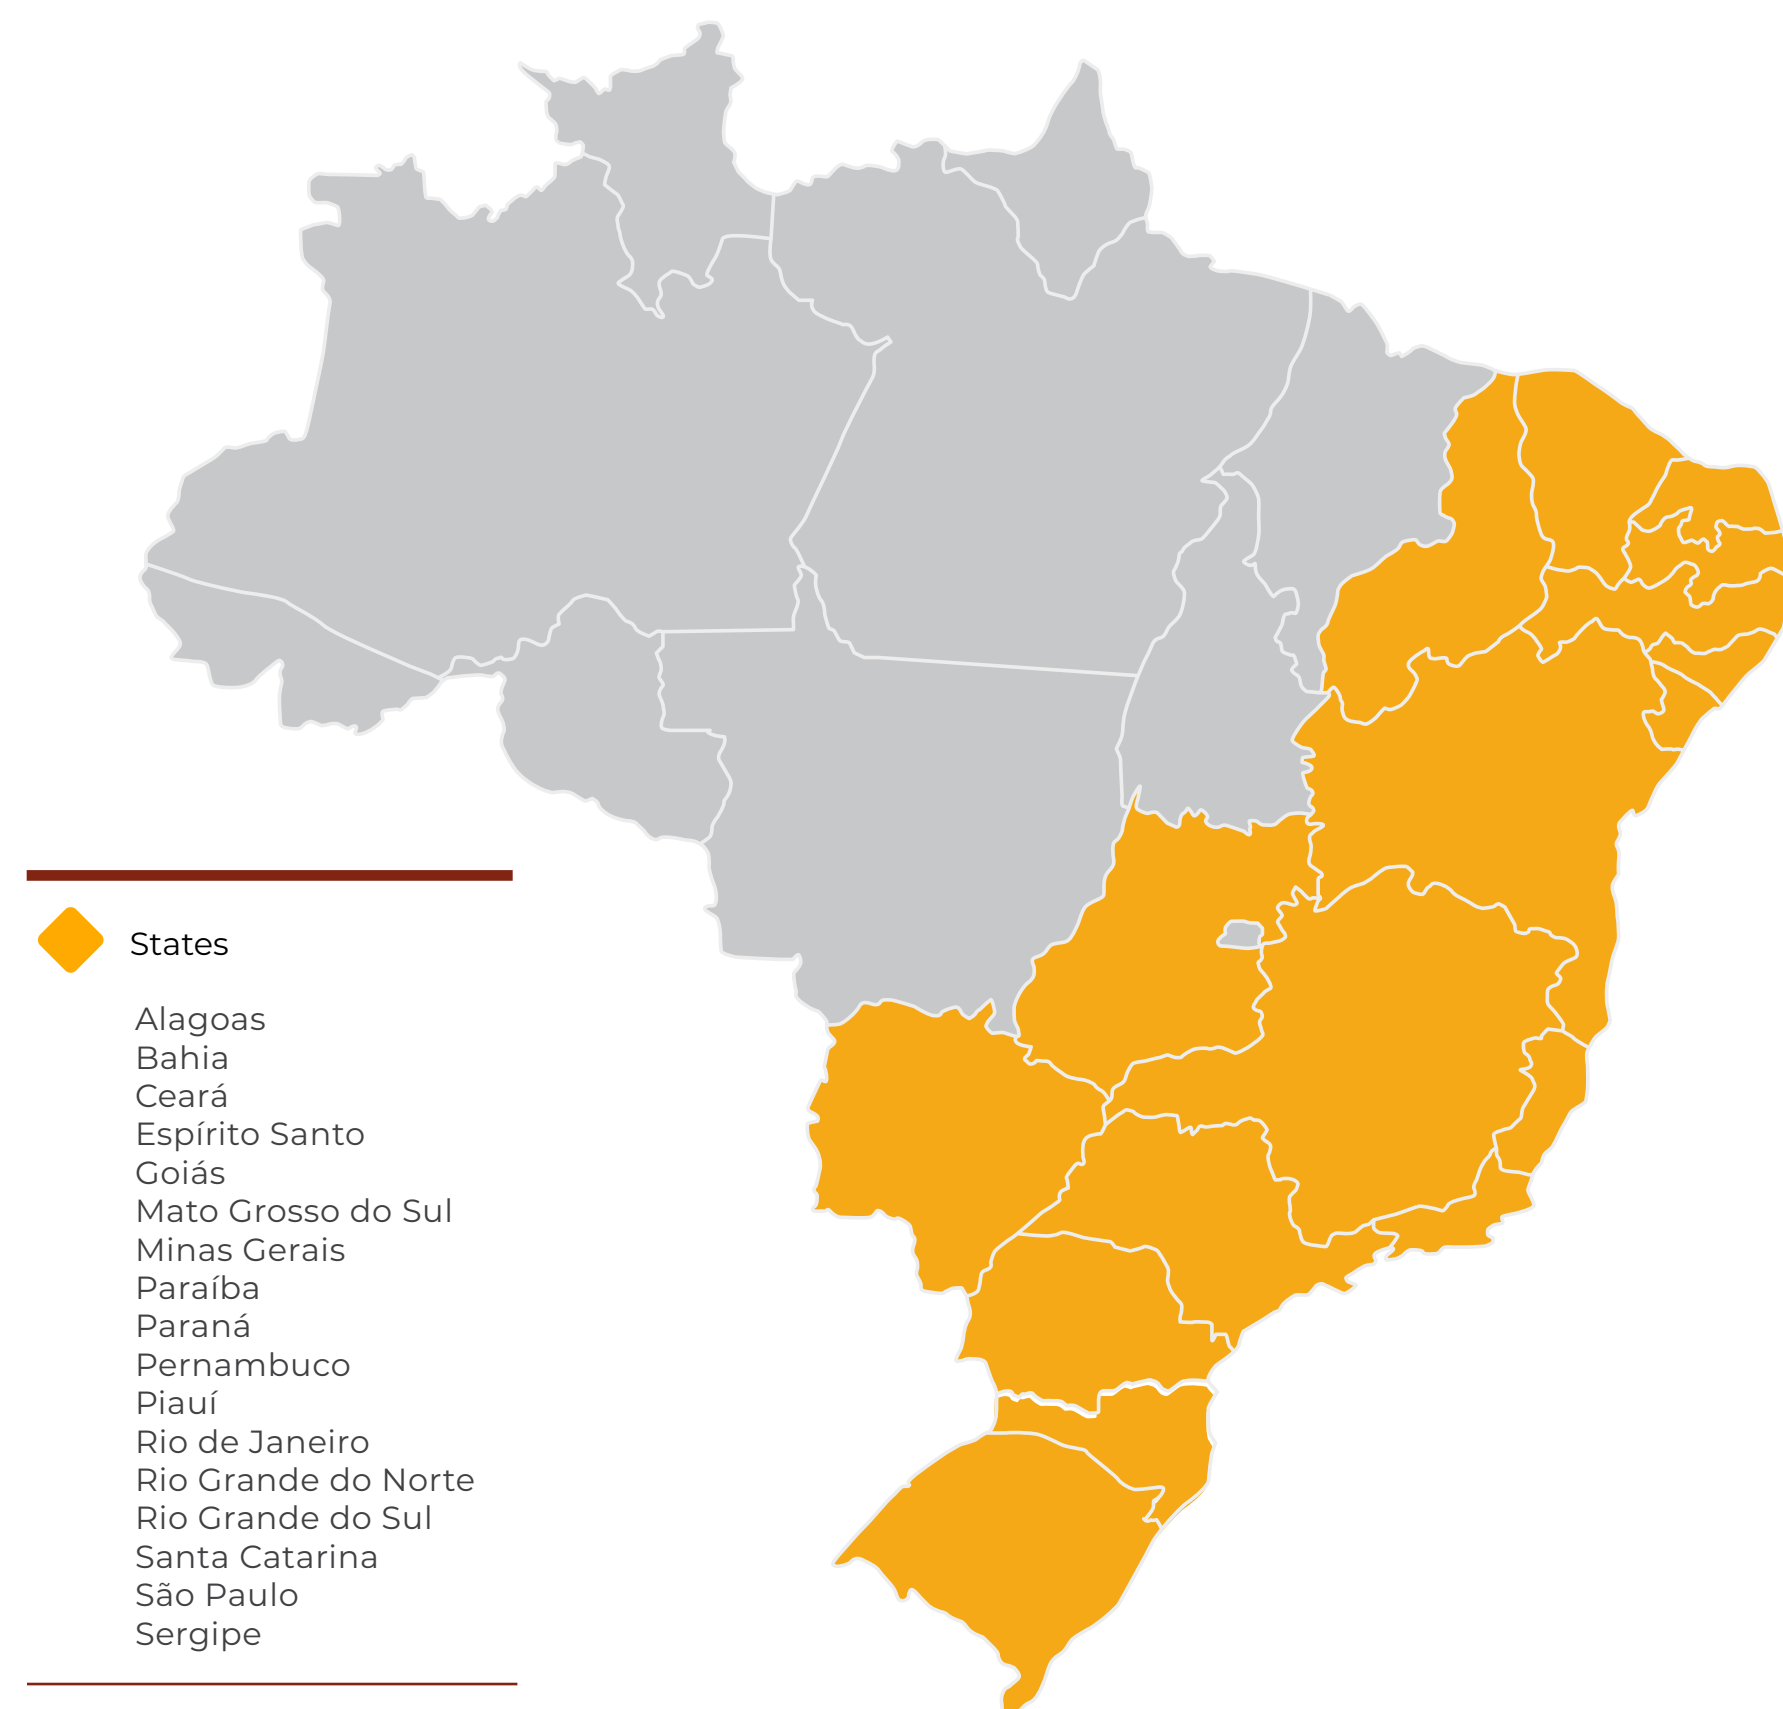 States
Alagoas
Bahia
Ceará
Espírito Santo
Goiás
Mato Grosso do Sul
Minas Gerais
Paraíba
Paraná
Pernambuco
Piauí
Rio de Janeiro
Rio Grande do Norte
Rio Grande do Sul
Santa Catarina
São Paulo
Sergipe